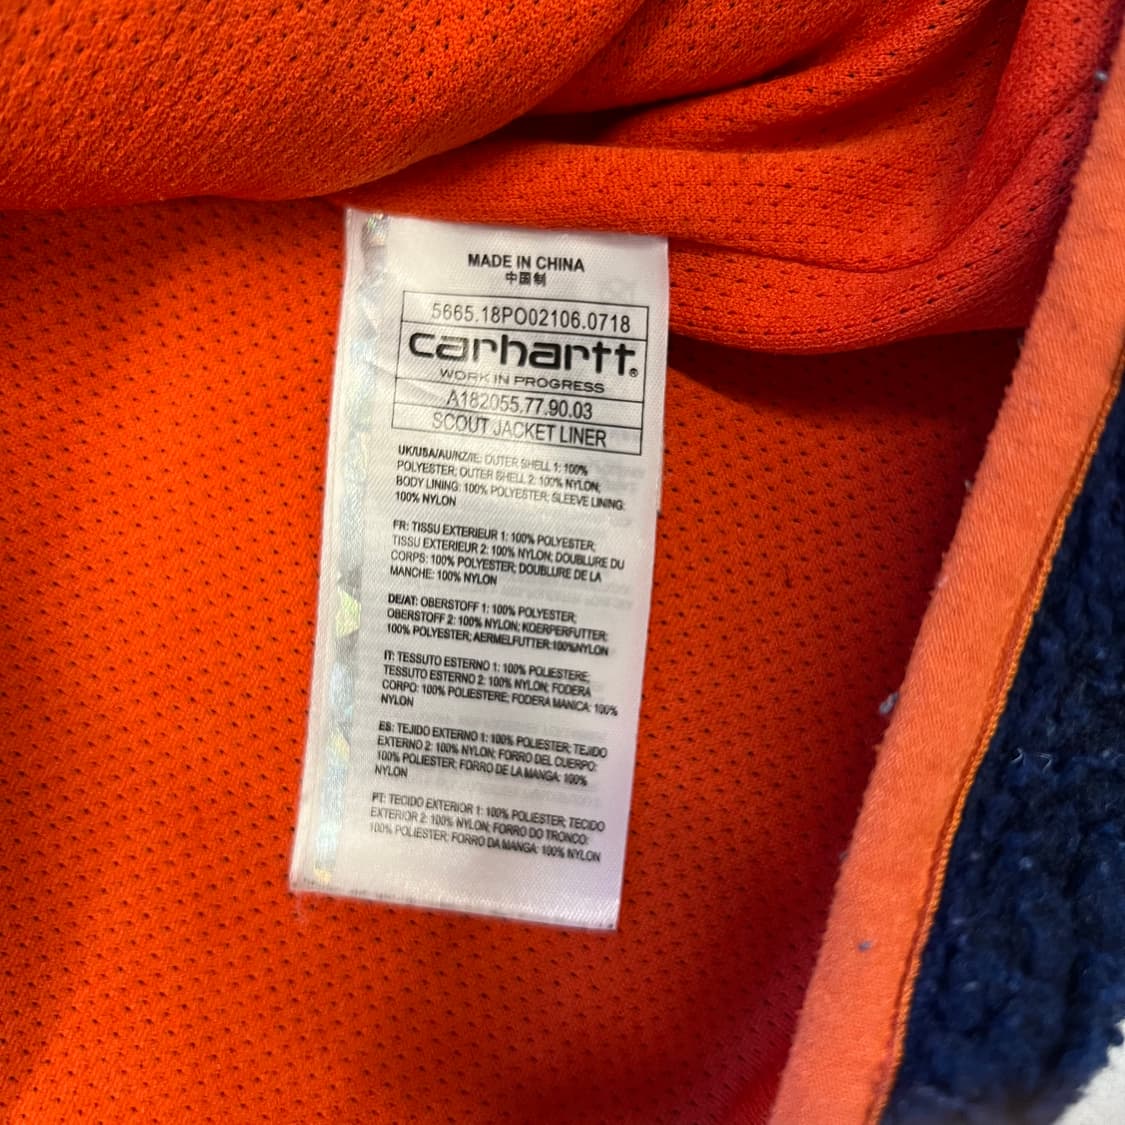 MADE IN CHINA
中国制
5665.18PO02106.0718
carhartt®
WORK IN PROGRESS
A182055.77.90.03
SCOUT JACKET LINER
UK/USA/AU/NZ/IE: OUTER SHELL 1: 100%
POLYESTER; OUTER SHELL 2: 100% NYLON;
BODY LINING: 100% POLYESTER; SLEEVE LINING:
100% NYLON
FR: TISSU EXTERIEUR 1: 100% POLYESTER;
TISSU EXTERIEUR 2: 100% NYLON; DOUBLURE DU
CORPS: 100% POLYESTER; DOUBLURE DE LA
MANCHE: 100% NYLON
DE/AT: OBERSTOFF 1: 100% POLYESTER;
OBERSTOFF 2: 100% NYLON; KOERPERFUTTER:
100% POLYESTER; AERMELFUTTER:100%NYLON
IT: TESSUTO ESTERNO 1: 100% POLIESTERE;
TESSUTO ESTERNO 2: 100% NYLON; FODERA
CORPO: 100% POLIESTERE; FODERA MANICA: 100%
NYLON
ES: TEJIDO EXTERNO 1: 100% POLIESTER; TEJIDO
EXTERNO 2: 100% NYLON; FORRO DEL CUERPO:
100% POLIESTER; FORRO DE LA MANGA: 100%
NYLON
PT: TECIDO EXTERIOR 1: 100% POLIESTER; TECIDO
EXTERIOR 2: 100% NYLON; FORRO DO TRONCO:
100% POLIESTER; FORRO DA MANGA: 100% NYLON